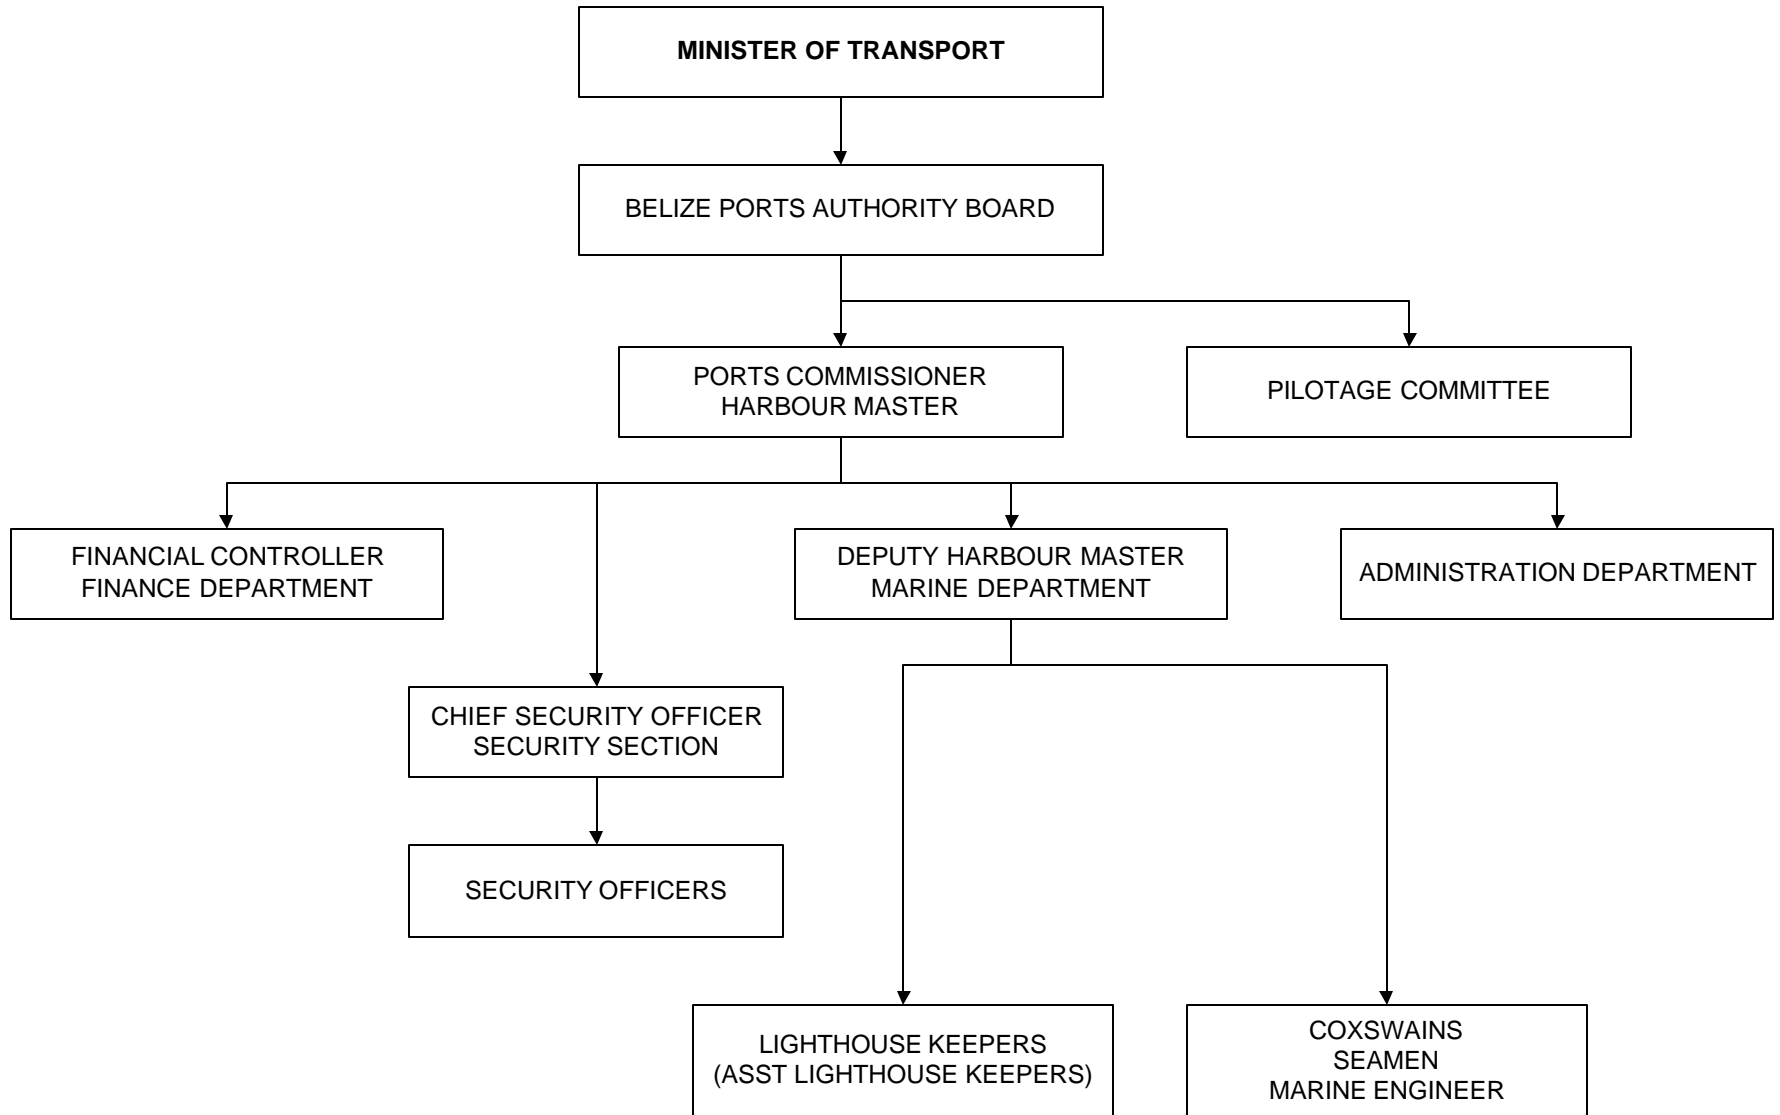 MINISTER OF TRANSPORT
BELIZE PORTS AUTHORITY BOARD
PORTS COMMISSIONER
HARBOUR MASTER
PILOTAGE COMMITTEE
FINANCIAL CONTROLLER
FINANCE DEPARTMENT
DEPUTY HARBOUR MASTER
MARINE DEPARTMENT
ADMINISTRATION DEPARTMENT
CHIEF SECURITY OFFICER
SECURITY SECTION
SECURITY OFFICERS
LIGHTHOUSE KEEPERS
(ASST LIGHTHOUSE KEEPERS)
COXSWAINS
SEAMEN
MARINE ENGINEER